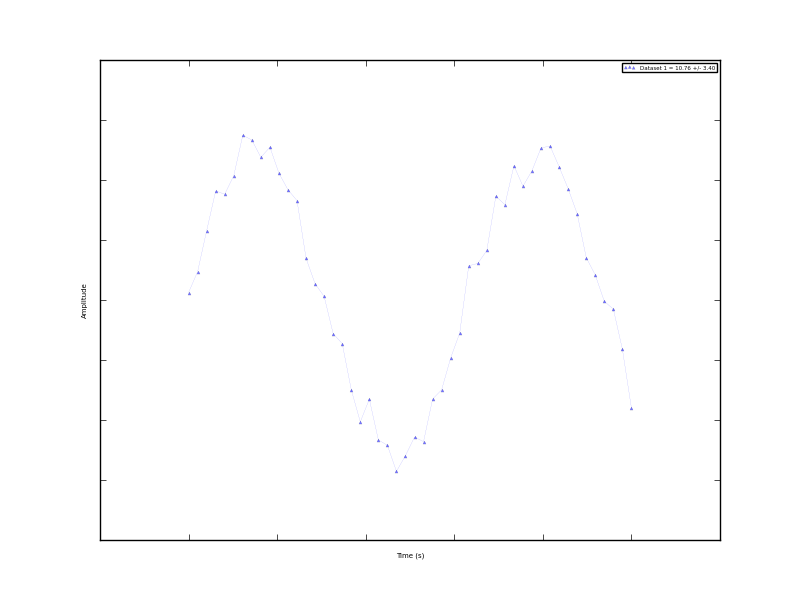 Dataset 1 = 10.76 +/- 3.40
Amplitude
Time (s)